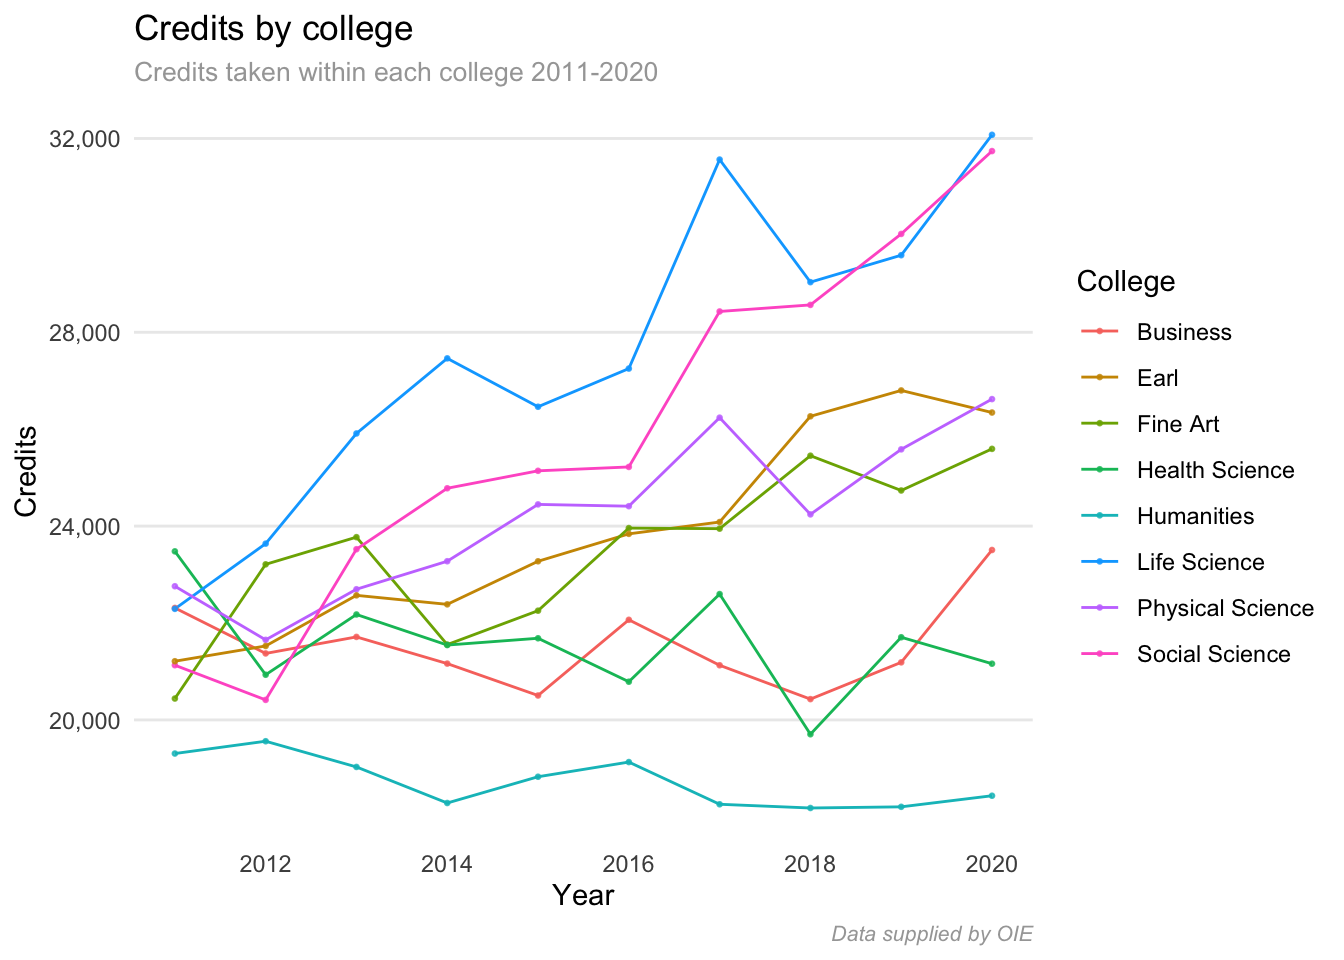 Credits by college
Credits taken within each college 2011-2020
32,000
28,000
24,000
20,000
Credits
2012
2014
2016
2018
2020
Year
College
Business
Earl
Fine Art
Health Science
Humanities
Life Science
Physical Science
Social Science
Data supplied by OIE